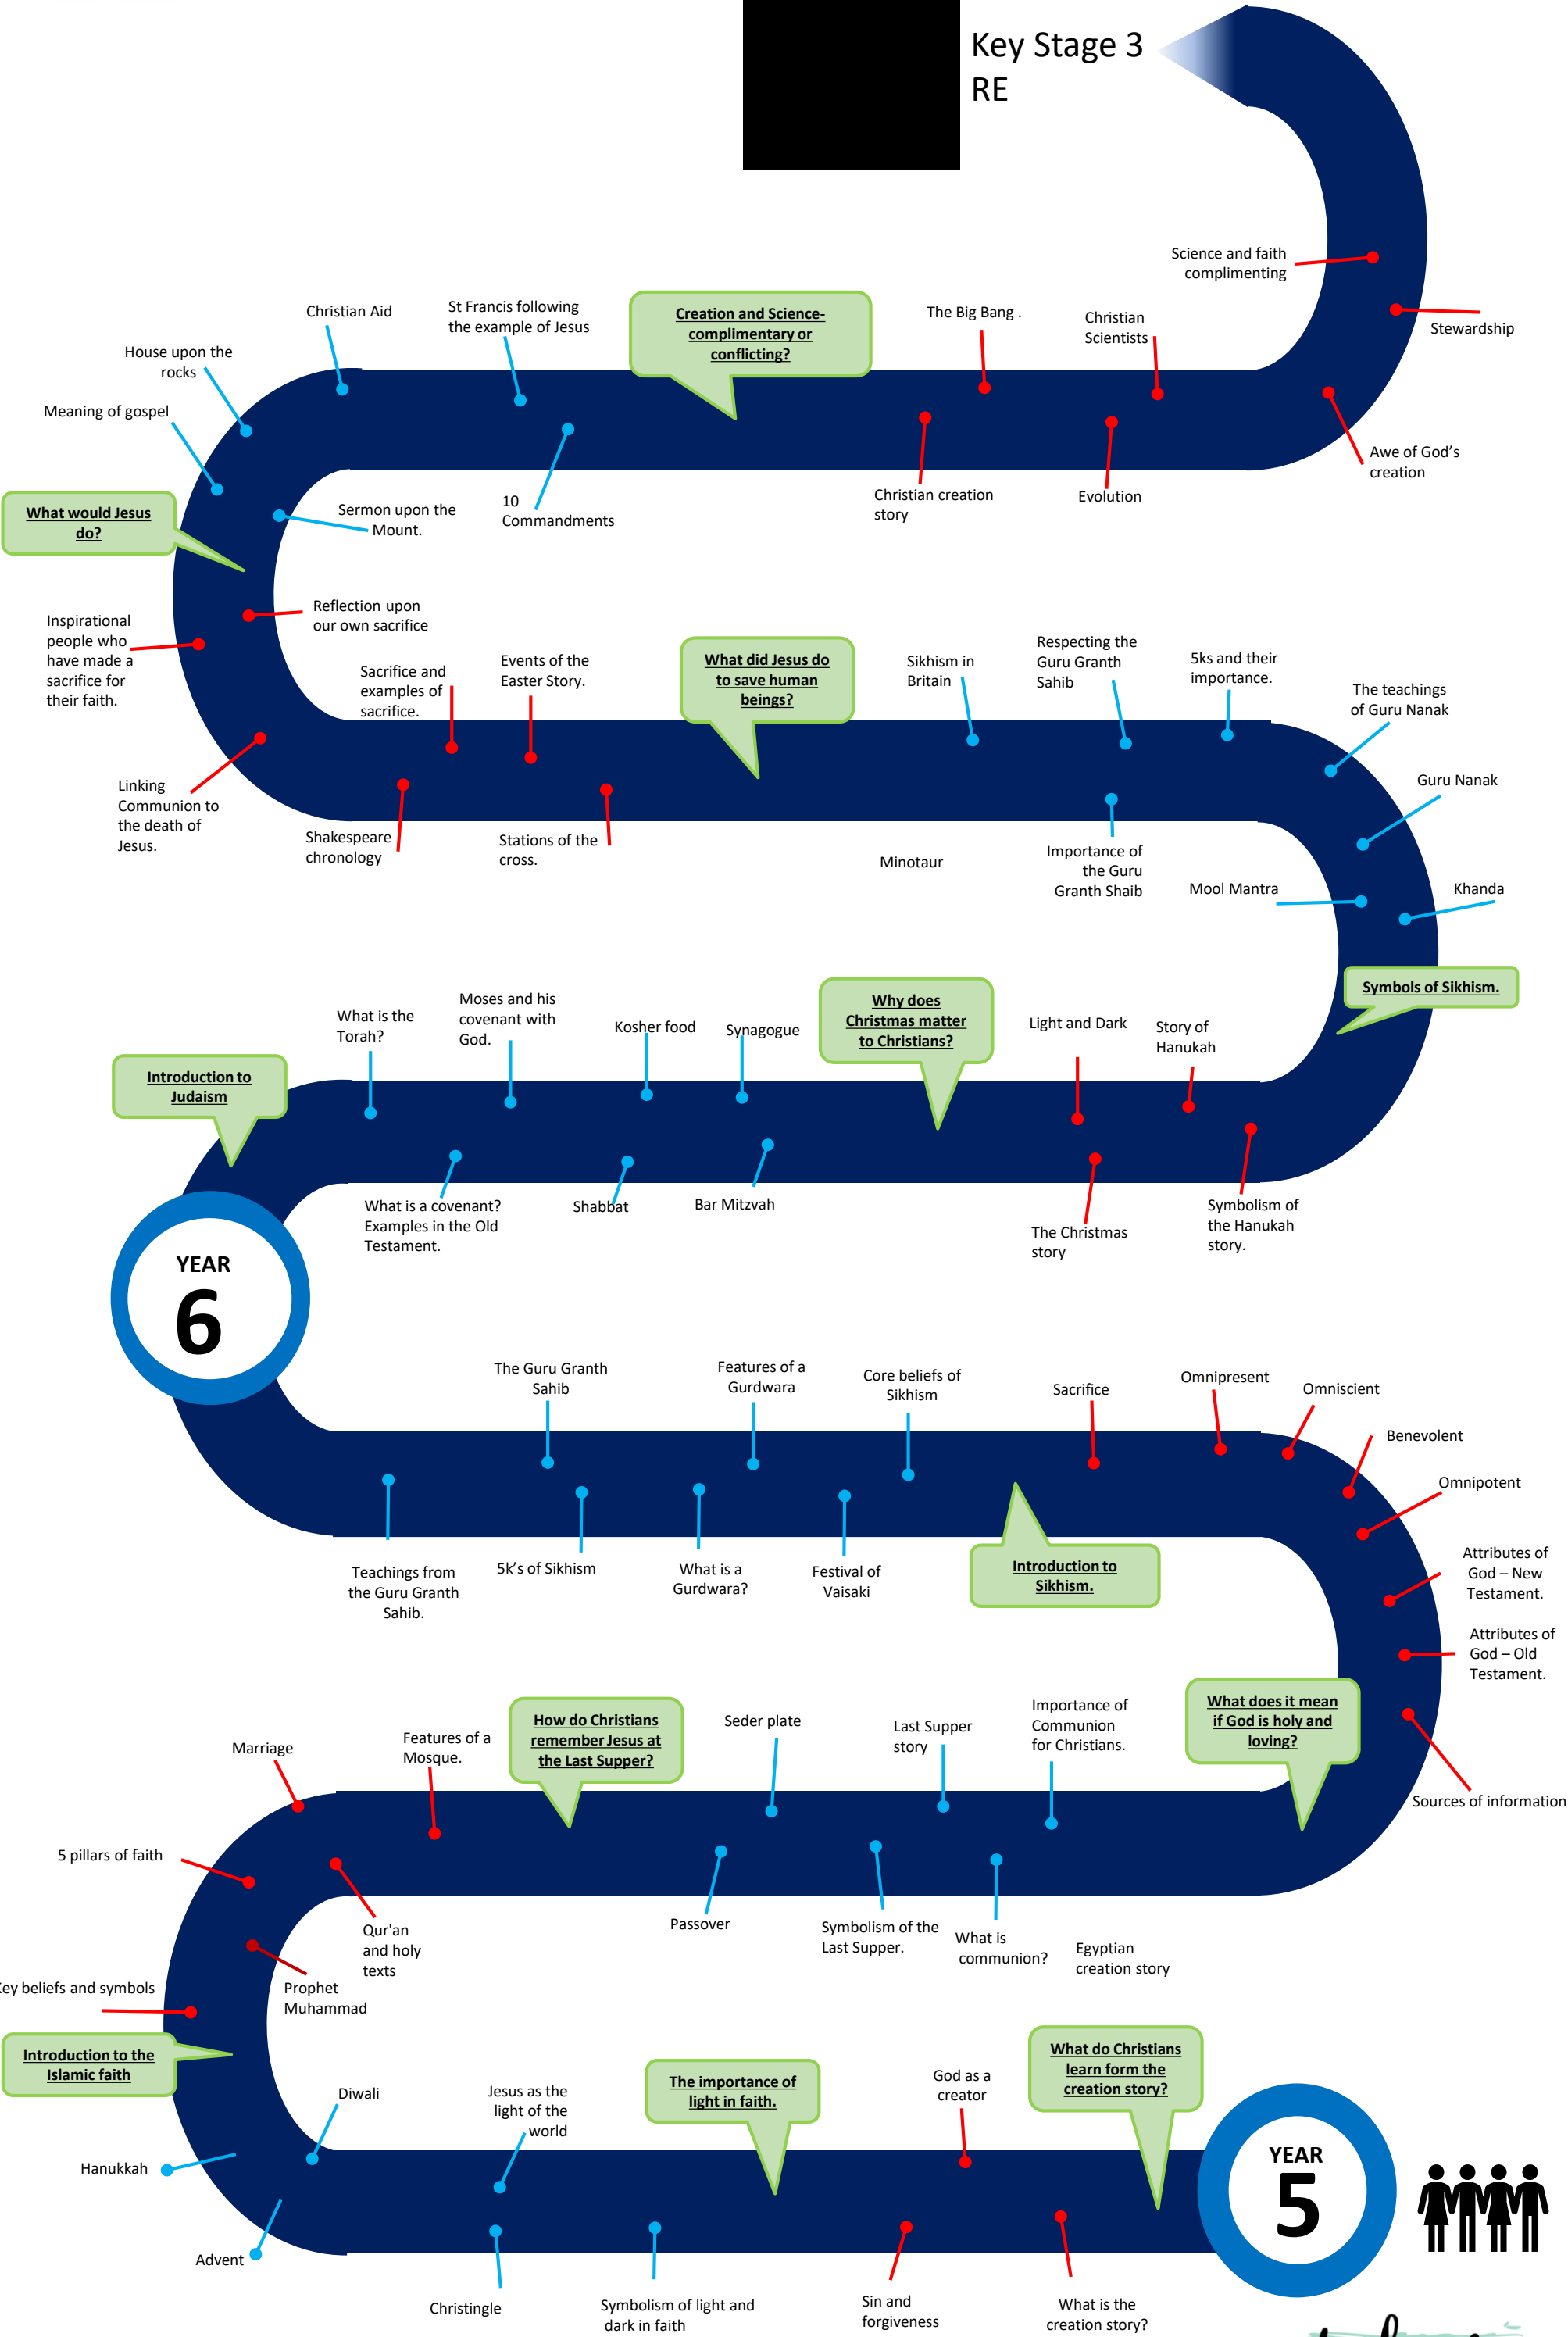 Key Stage 3
RE
Science and faith
complimenting
Stewardship
Awe of God’s
creation
Christian
Scientists
Evolution
The Big Bang .
Christian creation
story
Creation and Science-
complimentary or
conflicting?
St Francis following
the example of Jesus
10
Commandments
Christian Aid
House upon the
rocks
Meaning of gospel
Sermon upon the
Mount.
What would Jesus
do?
Reflection upon
our own sacrifice
Inspirational
people who
have made a
sacrifice for
their faith.
Linking
Communion to
the death of
Jesus.
Sacrifice and
examples of
sacrifice.
Shakespeare
chronology
Events of the
Easter Story.
Stations of the
cross.
What did Jesus do
to save human
beings?
Sikhism in
Britain
Minotaur
Respecting the
Guru Granth
Sahib
Importance of
the Guru
Granth Shaib
5ks and their
importance.
The teachings
of Guru Nanak
Guru Nanak
Mool Mantra
Khanda
Symbols of Sikhism.
Story of
Hanukah
Symbolism of
the Hanukah
story.
Light and Dark
The Christmas
story
Why does
Christmas matter
to Christians?
Synagogue
Bar Mitzvah
Kosher food
Shabbat
Moses and his
covenant with
God.
What is a covenant?
Examples in the Old
Testament.
What is the
Torah?
Introduction to
Judaism
YEAR
6
The Guru Granth
Sahib
Teachings from
the Guru Granth
Sahib.
5k’s of Sikhism
Features of a
Gurdwara
What is a
Gurdwara?
Core beliefs of
Sikhism
Festival of
Vaisaki
Introduction to
Sikhism.
Sacrifice
Omnipresent
Omniscient
Benevolent
Omnipotent
Attributes of
God – New
Testament.
Attributes of
God – Old
Testament.
Sources of information
What does it mean
if God is holy and
loving?
Importance of
Communion
for Christians.
What is
communion?
Egyptian
creation story
Last Supper
story
Symbolism of the
Last Supper.
Seder plate
Passover
How do Christians
remember Jesus at
the Last Supper?
Features of a
Mosque.
Marriage
Qur'an
and holy
texts
5 pillars of faith
Prophet
Muhammad
Key beliefs and symbols
Introduction to the
Islamic faith
Diwali
Hanukkah
Advent
Jesus as the
light of the
world
Christingle
Symbolism of light and
dark in faith
The importance of
light in faith.
God as a
creator
Sin and
forgiveness
What do Christians
learn form the
creation story?
What is the
creation story?
YEAR
5